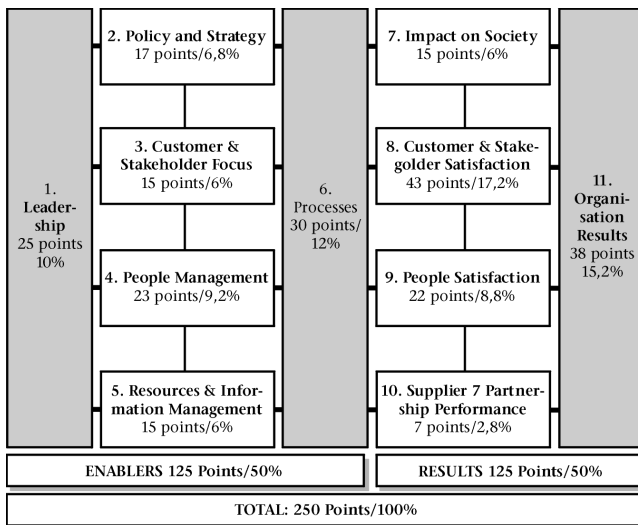 1.
Leader-
ship
25 points
10%
2. Policy and Strategy
17 points/6,8%
3. Customer &
Stakeholder Focus
15 points/6%
4. People Management
23 points/9,2%
5. Resources & Infor-
mation Management
15 points/6%
6.
Processes
30 points/
12%
7. Impact on Society
15 points/6%
8. Customer & Stake-
golder Satisfaction
43 points/17,2%
9. People Satisfaction
22 points/8,8%
10. Supplier 7 Partner-
ship Performance
7 points/2,8%
11.
Organi-
sation
Results
38 points
15,2%
ENABLERS 125 Points/50%
RESULTS 125 Points/50%
TOTAL: 250 Points/100%